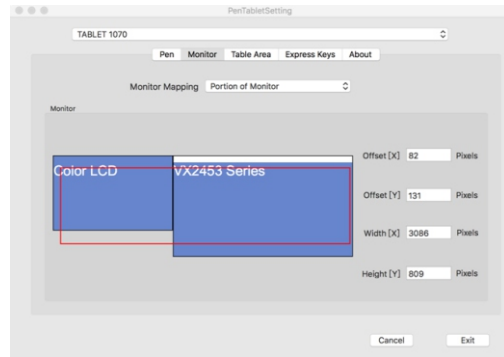 PenTabletSetting
TABLET 1070
Pen Monitor Table Area Express Keys About
Monitor Mapping Portion of Monitor
Monitor
Color LCD VX2453 Series
Offset [X] 82 Pixels
Offset [Y] 131 Pixels
Width [X] 3086 Pixels
Height [Y] 809 Pixels
Cancel Exit